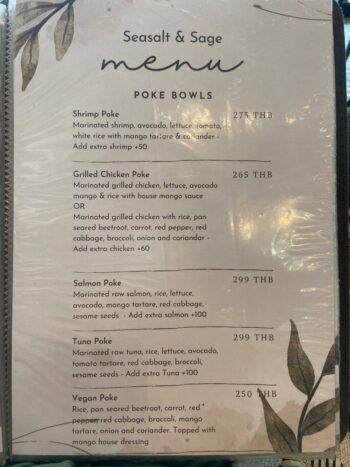 Seasalt & Sage
menu
POKE BOWLS
Shrimp Poke 275 THB
Marinated shrimp, avocado, lettuce, tomato,
white rice with mango tartare & coriander -
Add extra shrimp +50
Grilled Chicken Poke 265 THB
Marinated grilled chicken, lettuce, avocado
mango & rice with house mango sauce
OR
Marinated grilled chicken with rice, pan
seared beetroot, carrot, red pepper, red
cabbage, broccoli, onion and coriander -
Add extra chicken +60
Salmon Poke 299 THB
Marinated raw salmon, rice, lettuce,
avocado, mango tartare, red cabbage,
sesame seeds - Add extra salmon +100
Tuna Poke 299 THB
Marinated raw tuna, rice, lettuce, avocado,
tomato tartare, red cabbage, broccoli,
sesame seeds - Add extra Tuna +100
Vegan Poke 250 THB
Rice, pan seared beetroot, carrot, red
pepper, red cabbage, broccoli, mango
tartare, onion and coriander. Topped with
mango house dressing